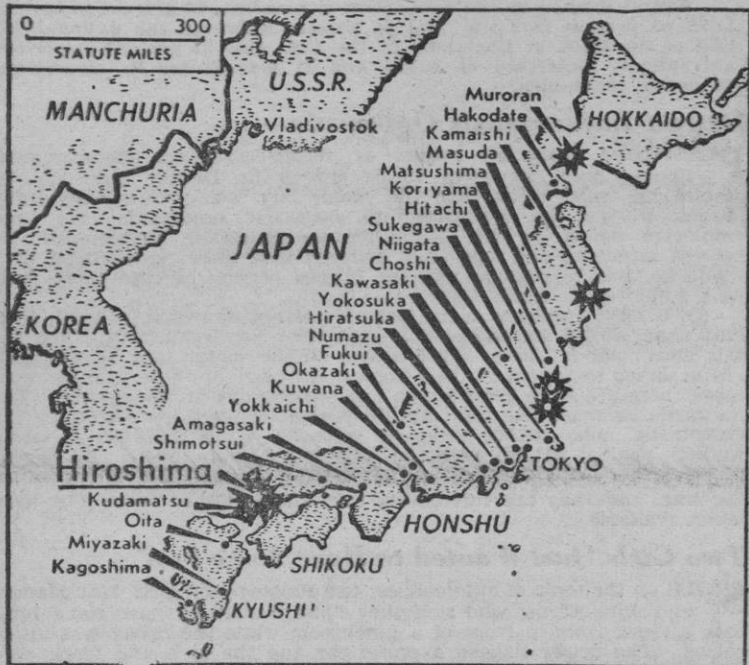 0 300
STATUTE MILES
U.S.S.R.
MANCHURIA
Vladivostok
Muroran
Hakodate
HOKKAIDO
Kamaishi
Masuda
Matsushima
Koriyama
Hitachi
Sukegawa
JAPAN
Niigata
Choshi
Kawasaki
KOREA
Yokosuka
Hiratsuka
Numazu
Fukui
Okazaki
Kuwana
Yokkaichi
Amagasaki
Shimotsui
TOKYO
Hiroshima
Kudamatsu
HONSHU
Oita
Miyazaki
SHIKOKU
Kagoshima
KYUSHU